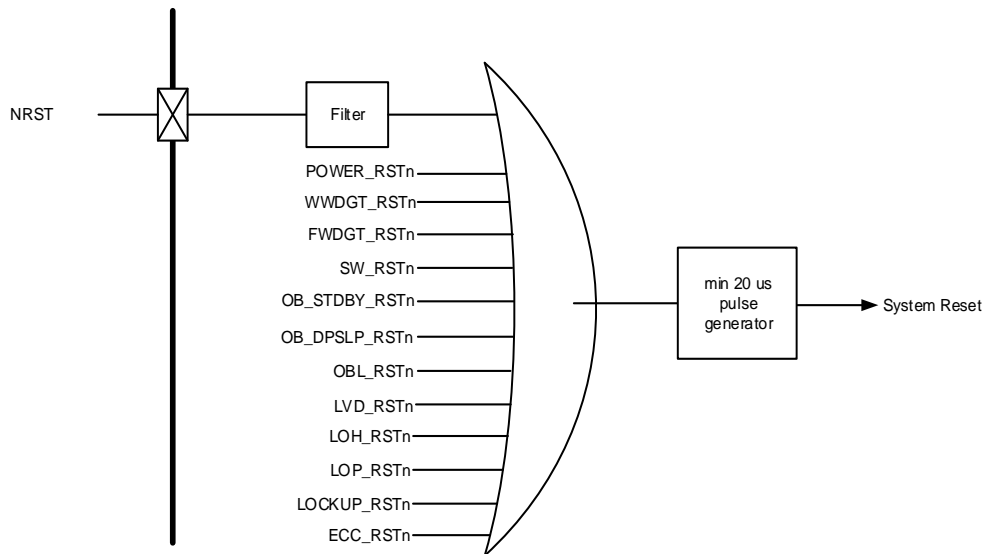 NRST
Filter
POWER_RSTn
WWDGT_RSTn
FWDGT_RSTn
SW_RSTn
OB_STDBY_RSTn
OB_DPSLP_RSTn
OBL_RSTn
LVD_RSTn
LOH_RSTn
LOP_RSTn
LOCKUP_RSTn
ECC_RSTn
min 20 us
pulse
generator
System Reset